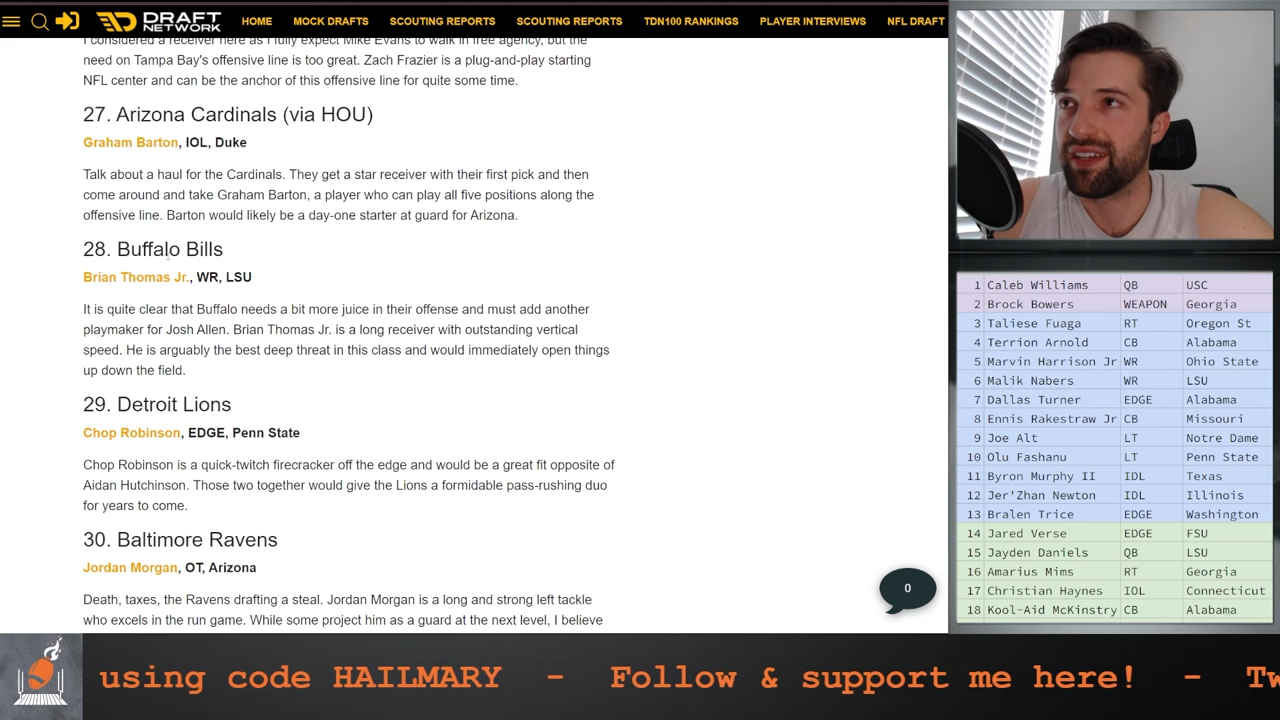 DRAFT NETWORK
HOME MOCK DRAFTS SCOUTING REPORTS SCOUTING REPORTS TDN100 RANKINGS PLAYER INTERVIEWS NFL DRAFT
I considered a receiver here as I fully expect Mike Evans to walk in free agency, but the
need on Tampa Bay's offensive line is too great. Zach Frazier is a plug-and-play starting
NFL center and can be the anchor of this offensive line for quite some time.
27. Arizona Cardinals (via HOU)
Graham Barton, IOL, Duke
Talk about a haul for the Cardinals. They get a star receiver with their first pick and then
come around and take Graham Barton, a player who can play all five positions along the
offensive line. Barton would likely be a day-one starter at guard for Arizona.
28. Buffalo Bills
Brian Thomas Jr., WR, LSU
It is quite clear that Buffalo needs a bit more juice in their offense and must add another
playmaker for Josh Allen. Brian Thomas Jr. is a long receiver with outstanding vertical
speed. He is arguably the best deep threat in this class and would immediately open things
up down the field.
29. Detroit Lions
Chop Robinson, EDGE, Penn State
Chop Robinson is a quick-twitch firecracker off the edge and would be a great fit opposite of
Aidan Hutchinson. Those two together would give the Lions a formidable pass-rushing duo
for years to come.
30. Baltimore Ravens
Jordan Morgan, OT, Arizona
Death, taxes, the Ravens drafting a steal. Jordan Morgan is a long and strong left tackle
who excels in the run game. While some project him as a guard at the next level, I believe
0
1 Caleb Williams QB USC
2 Brock Bowers WEAPON Georgia
3 Taliese Fuaga RT Oregon St
4 Terrion Arnold CB Alabama
5 Marvin Harrison Jr WR Ohio State
6 Malik Nabers WR LSU
7 Dallas Turner EDGE Alabama
8 Ennis Rakestraw Jr CB Missouri
9 Joe Alt LT Notre Dame
10 Olu Fashanu LT Penn State
11 Byron Murphy II IDL Texas
12 Jer'Zhan Newton IDL Illinois
13 Bralen Trice EDGE Washington
14 Jared Verse EDGE FSU
15 Jayden Daniels QB LSU
16 Amarius Mims RT Georgia
17 Christian Haynes IOL Connecticut
18 Kool-Aid McKinstry CB Alabama
using code HAILMARY - Follow & support me here! - Tw